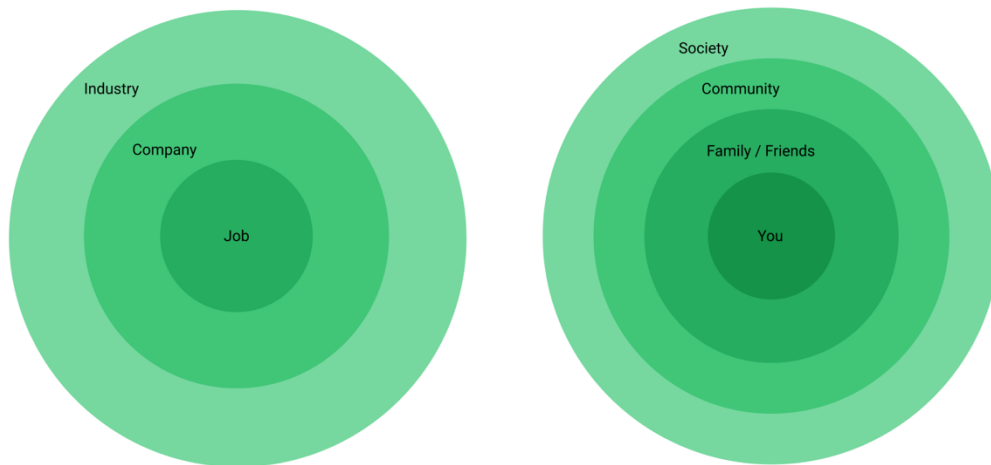 Industry
Company
Job
Society
Community
Family / Friends
You